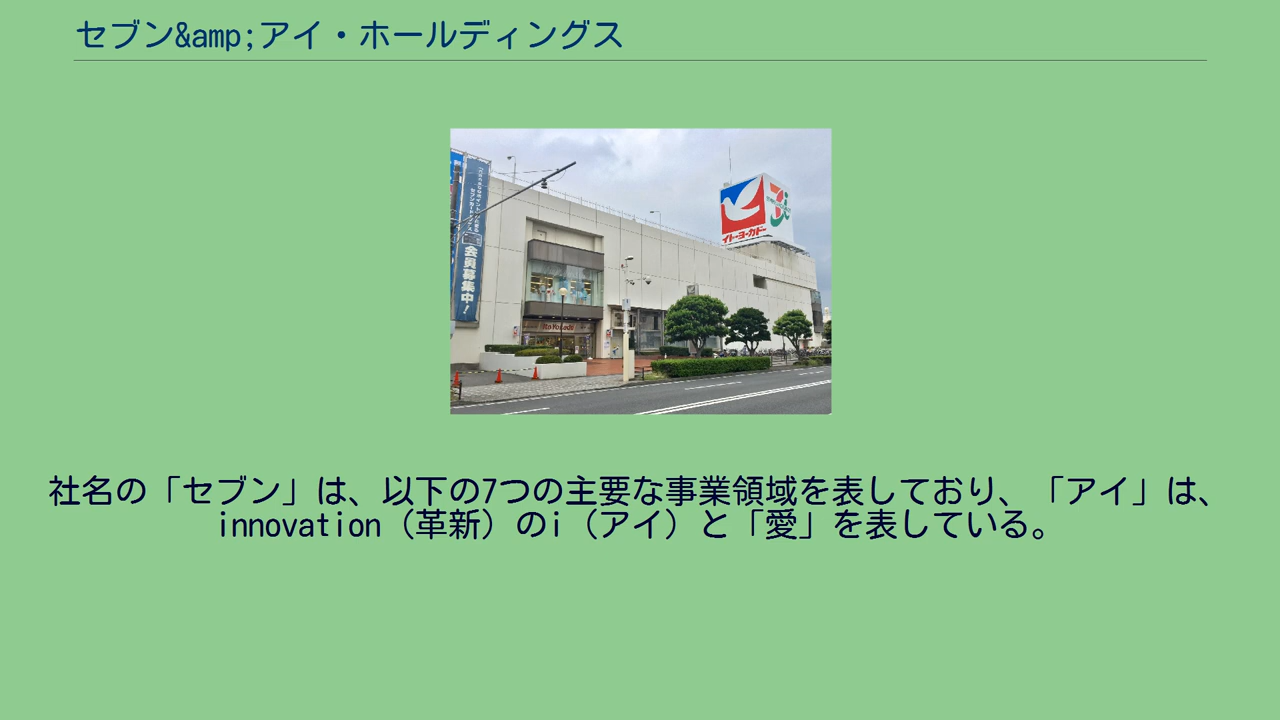 セブン&amp;アイ・ホールディングス
イトーヨーカドー
会員募集中!
Ito Yokado
社名の「セブン」は、以下の7つの主要な事業領域を表しており、「アイ」は、
innovation（革新）のi（アイ）と「愛」を表している。